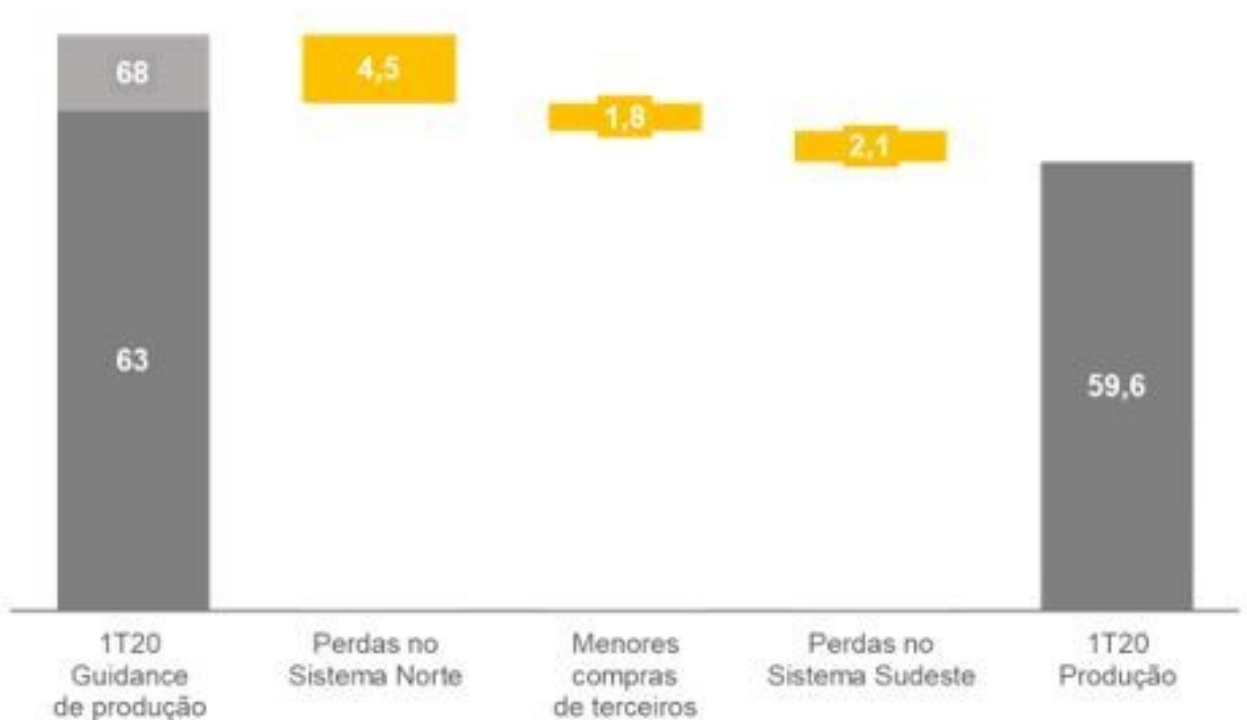 68
4,5
1,8
2,1
63
59,6
1T20
Guidance
de produção
Perdas no
Sistema Norte
Menores
compras
de terceiros
Perdas no
Sistema Sudeste
1T20
Produção